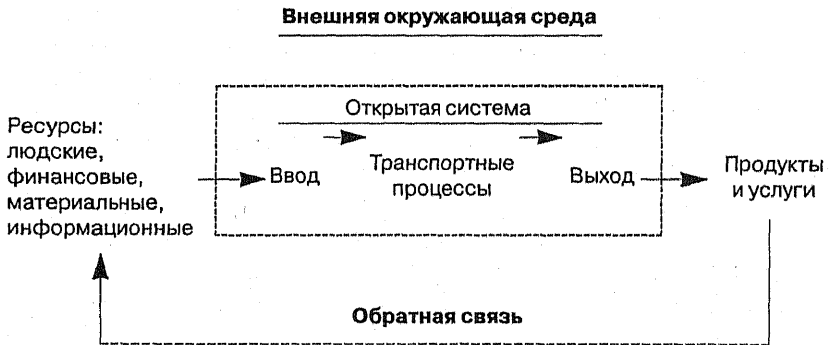 Внешняя окружающая среда
Открытая система
Ресурсы:
людские,
финансовые,
материальные,
информационные
Ввод
Транспортные
процессы
Выход
Продукты
и услуги
Обратная связь